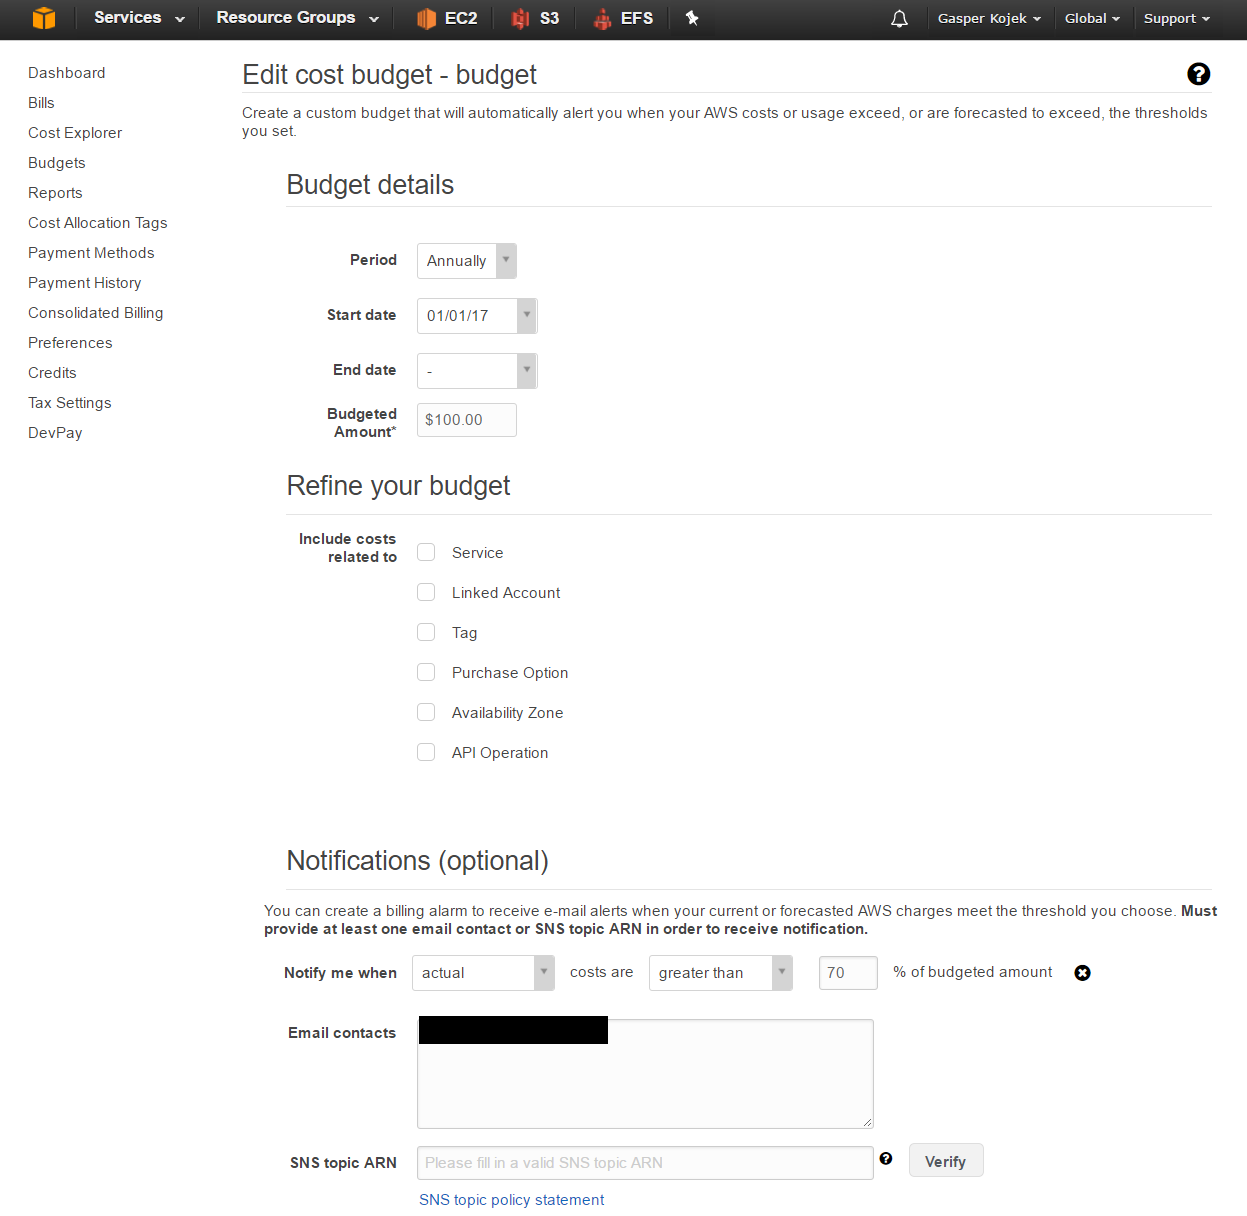 Services Resource Groups EC2 S3 EFS Gasper Kojek Global Support
Dashboard
Bills
Cost Explorer
Budgets
Reports
Cost Allocation Tags
Payment Methods
Payment History
Consolidated Billing
Preferences
Credits
Tax Settings
DevPay
Edit cost budget - budget
Create a custom budget that will automatically alert you when your AWS costs or usage exceed, or are forecasted to exceed, the thresholds
you set.
Budget details
Period Annually
Start date 01/01/17
End date -
Budgeted
Amount* $100.00
Refine your budget
Include costs
related to
Service
Linked Account
Tag
Purchase Option
Availability Zone
API Operation
Notifications (optional)
You can create a billing alarm to receive e-mail alerts when your current or forecasted AWS charges meet the threshold you choose. Must
provide at least one email contact or SNS topic ARN in order to receive notification.
Notify me when actual costs are greater than 70 % of budgeted amount
Email contacts
SNS topic ARN Please fill in a valid SNS topic ARN Verify
SNS topic policy statement